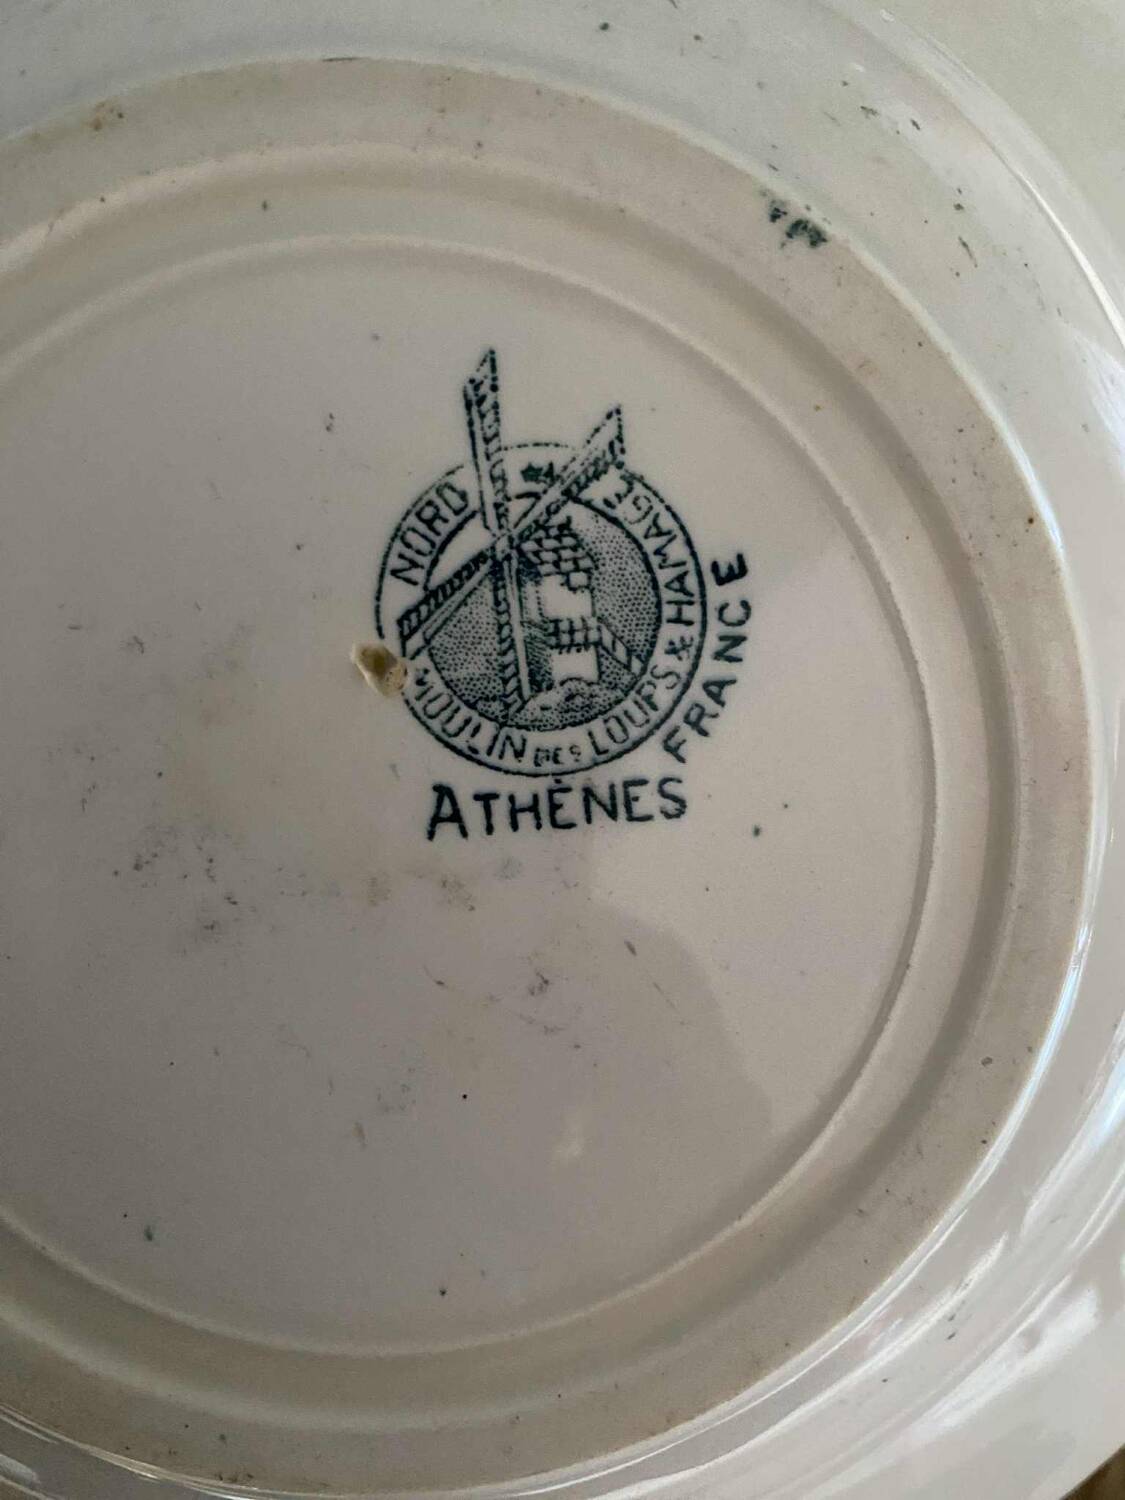 NORD
MOULIN DES LOUPS & HAMAGE
FRANCE
ATHÈNES